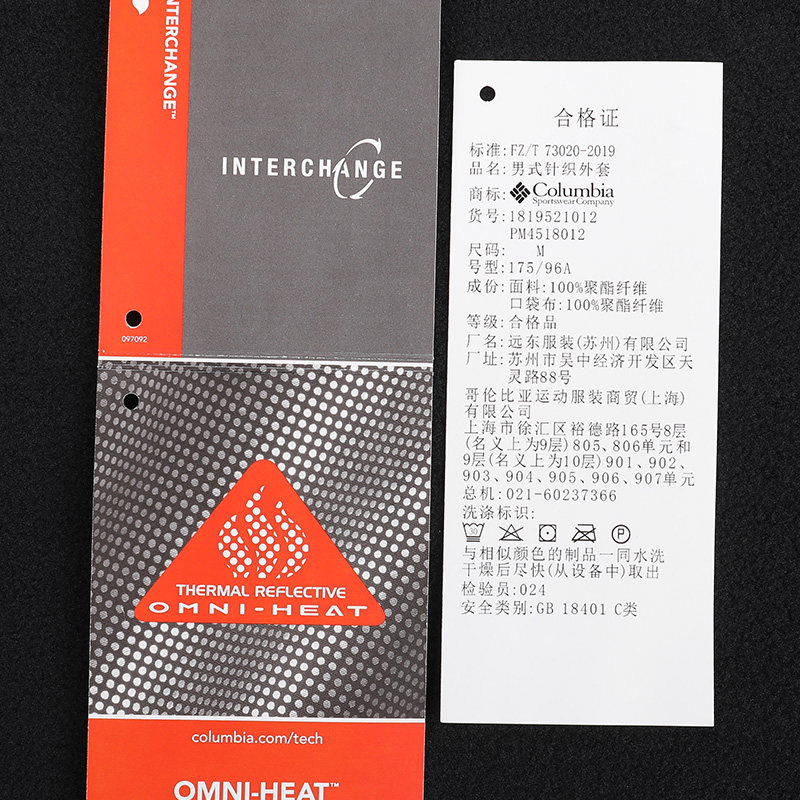 INTERCHANGE™
INTERCHANGE
097092
THERMAL REFLECTIVE
OMNI-HEAT
columbia.com/tech
OMNI-HEAT™
合格证
标准:FZ/T 73020-2019
品名:男式针织外套
商标:Columbia
Sportswear Company
货号:1819521012
PM4518012
尺码: M
号型:175/96A
成份:面料:100%聚酯纤维
口袋布:100%聚酯纤维
等级:合格品
厂名:远东服装(苏州)有限公司
厂址:苏州市吴中经济开发区天
灵路88号
哥伦比亚运动服装商贸(上海)
有限公司
上海市徐汇区裕德路165号8层
(名义上为9层)805、806单元和
9层(名义上为10层)901、902、
903、904、905、906、907单元
总机:021-60237366
洗涤标识:
30
P
与相似颜色的制品一同水洗
干燥后尽快(从设备中)取出
检验员:024
安全类别:GB 18401 C类